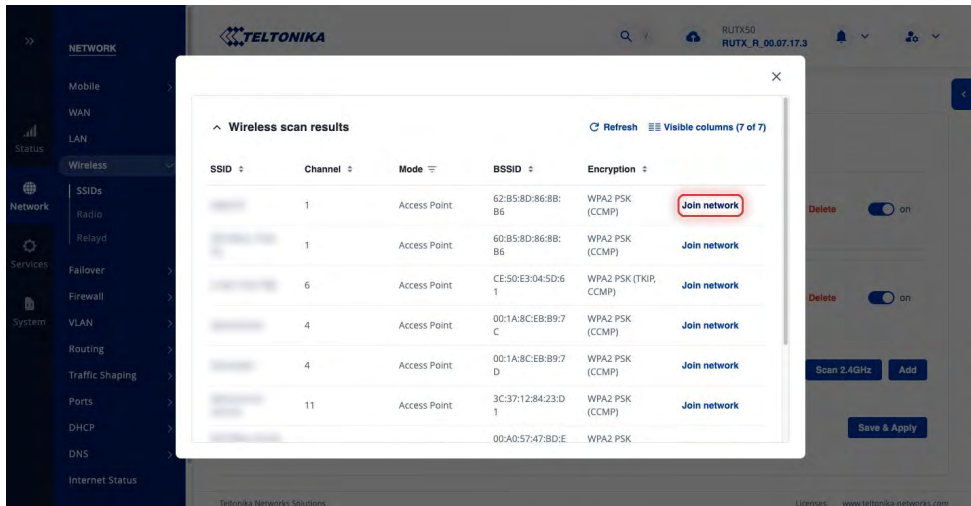 TELTONIKA
RUTX50
RUTX_R_00.07.17.3
NETWORK
Mobile
WAN
LAN
Wireless
SSIDs
Radio
Relayd
Failover
Firewall
VLAN
Routing
Traffic Shaping
Ports
DHCP
DNS
Internet Status
Status
Network
Services
System
Wireless scan results
Refresh
Visible columns (7 of 7)
SSID Channel Mode BSSID Encryption
1 Access Point 62:B5:8D:86:8B: WPA2 PSK Join network
B6 (CCMP)
1 Access Point 60:B5:8D:86:8B: WPA2 PSK Join network
B6 (CCMP)
6 Access Point CE:50:E3:04:5D:6 WPA2 PSK (TKIP, Join network
1 CCMP)
4 Access Point 00:1A:8C:EB:B9:7 WPA2 PSK Join network
C (CCMP)
4 Access Point 00:1A:8C:EB:B9:7 WPA2 PSK Join network
D (CCMP)
11 Access Point 3C:37:12:84:23:D WPA2 PSK Join network
1 (CCMP)
00:A0:57:47:BD:E WPA2 PSK
Delete on
Delete on
Scan 2.4GHz Add
Save & Apply
Teltonika Networks Solutions
Licenses www.teltonika-networks.com